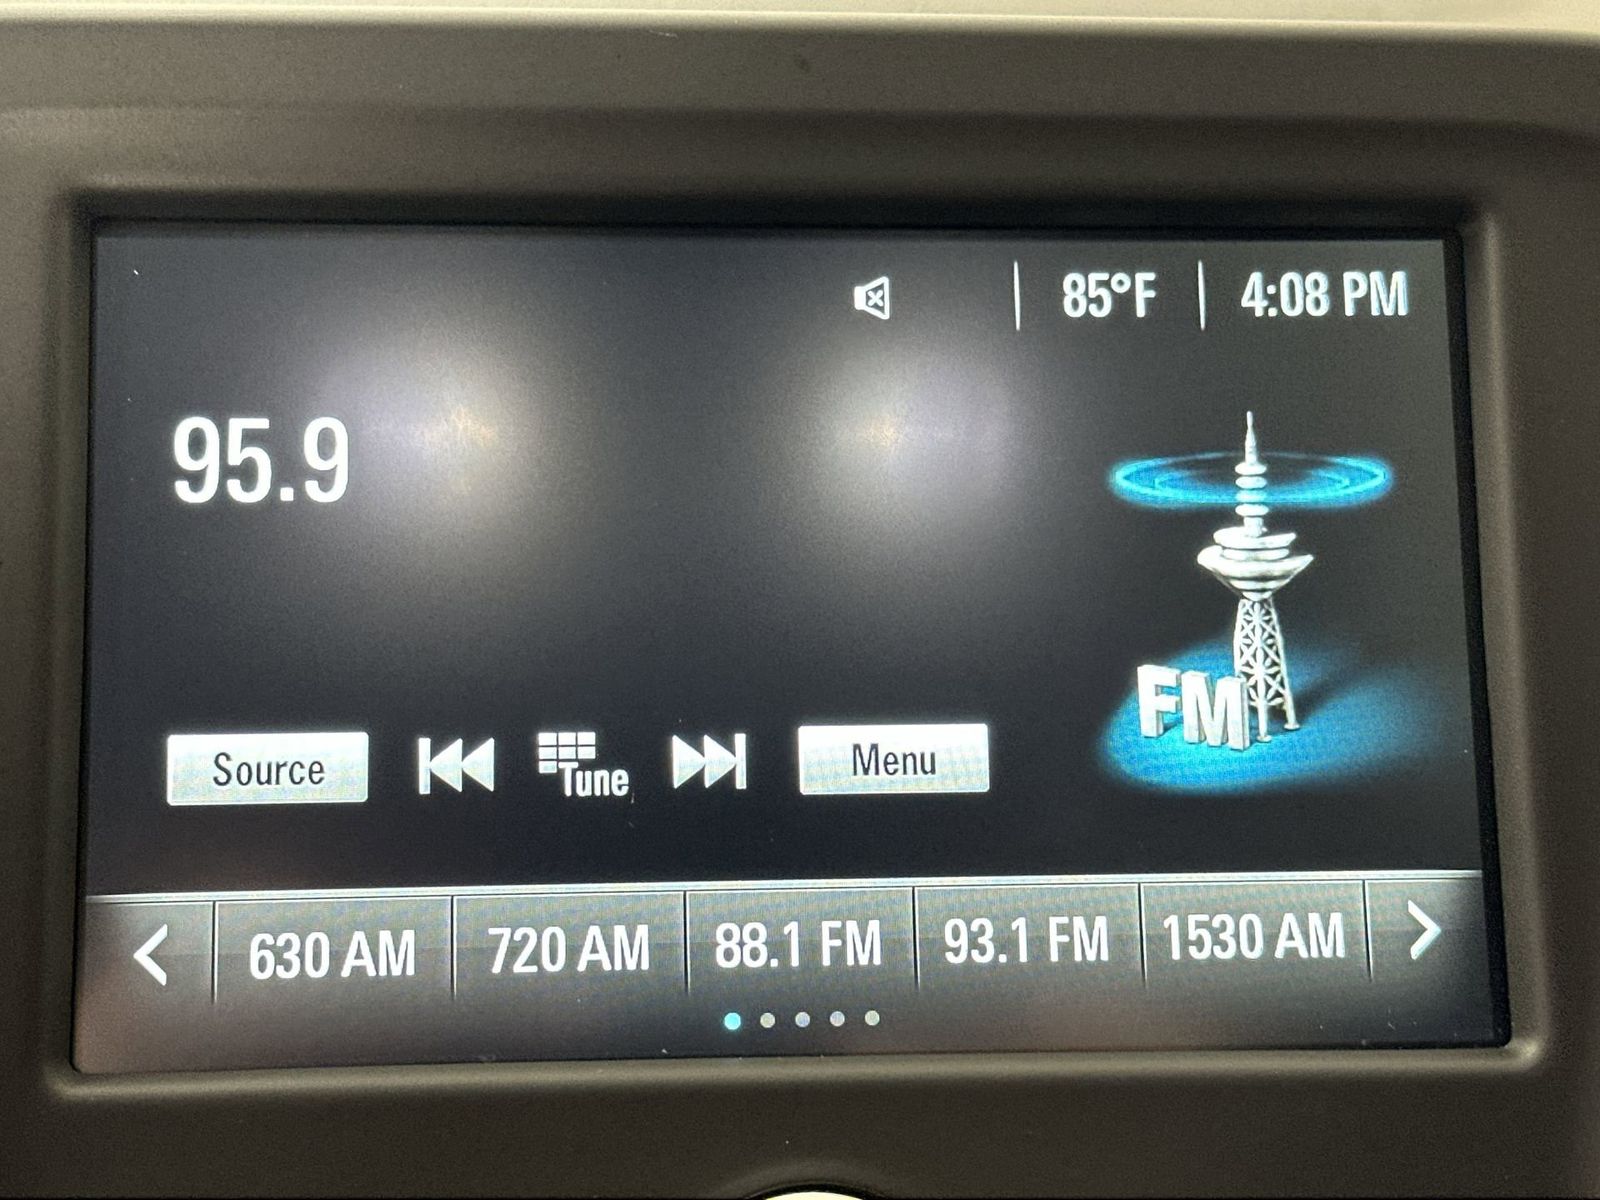 85°F 4:08 PM
95.9
FM
Source Tune Menu
630 AM 720 AM 88.1 FM 93.1 FM 1530 AM